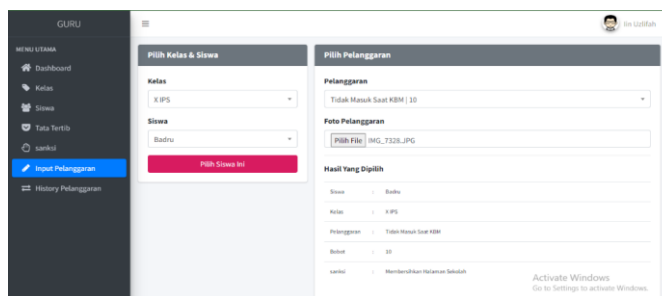 GURU
Iin Uzlifah
MENU UTAMA
Dashboard
Kelas
Siswa
Tata Tertib
sanksi
Input Pelanggaran
History Pelanggaran
Pilih Kelas & Siswa
Kelas
X IPS
Siswa
Badru
Pilih Siswa Ini
Pilih Pelanggaran
Pelanggaran
Tidak Masuk Saat KBM | 10
Foto Pelanggaran
Pilih File IMG_7328.JPG
Hasil Yang Dipilih
Siswa : Badru
Kelas : X IPS
Pelanggaran : Tidak Masuk Saat KBM
Bobot : 10
sanksi : Membersihkan Halaman Sekolah
Activate Windows
Go to Settings to activate Windows.